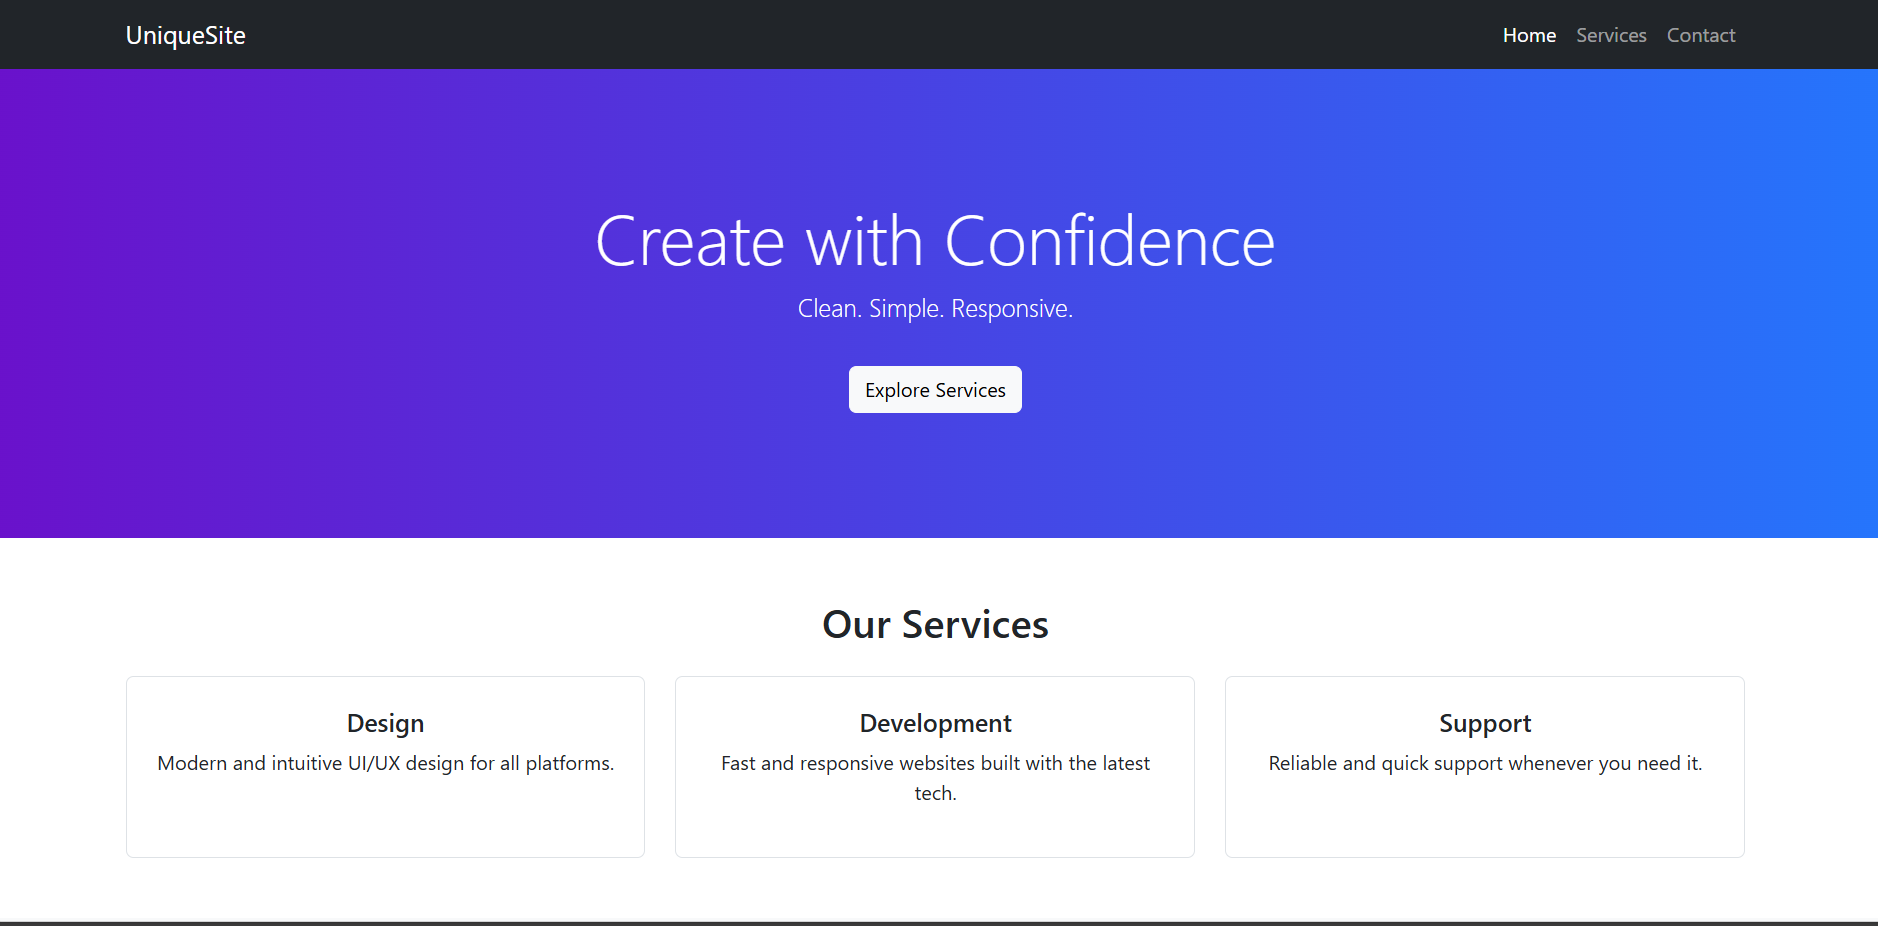 UniqueSite
Home Services Contact
Create with Confidence
Clean. Simple. Responsive.
Explore Services
Our Services
Design
Modern and intuitive UI/UX design for all platforms.
Development
Fast and responsive websites built with the latest
tech.
Support
Reliable and quick support whenever you need it.